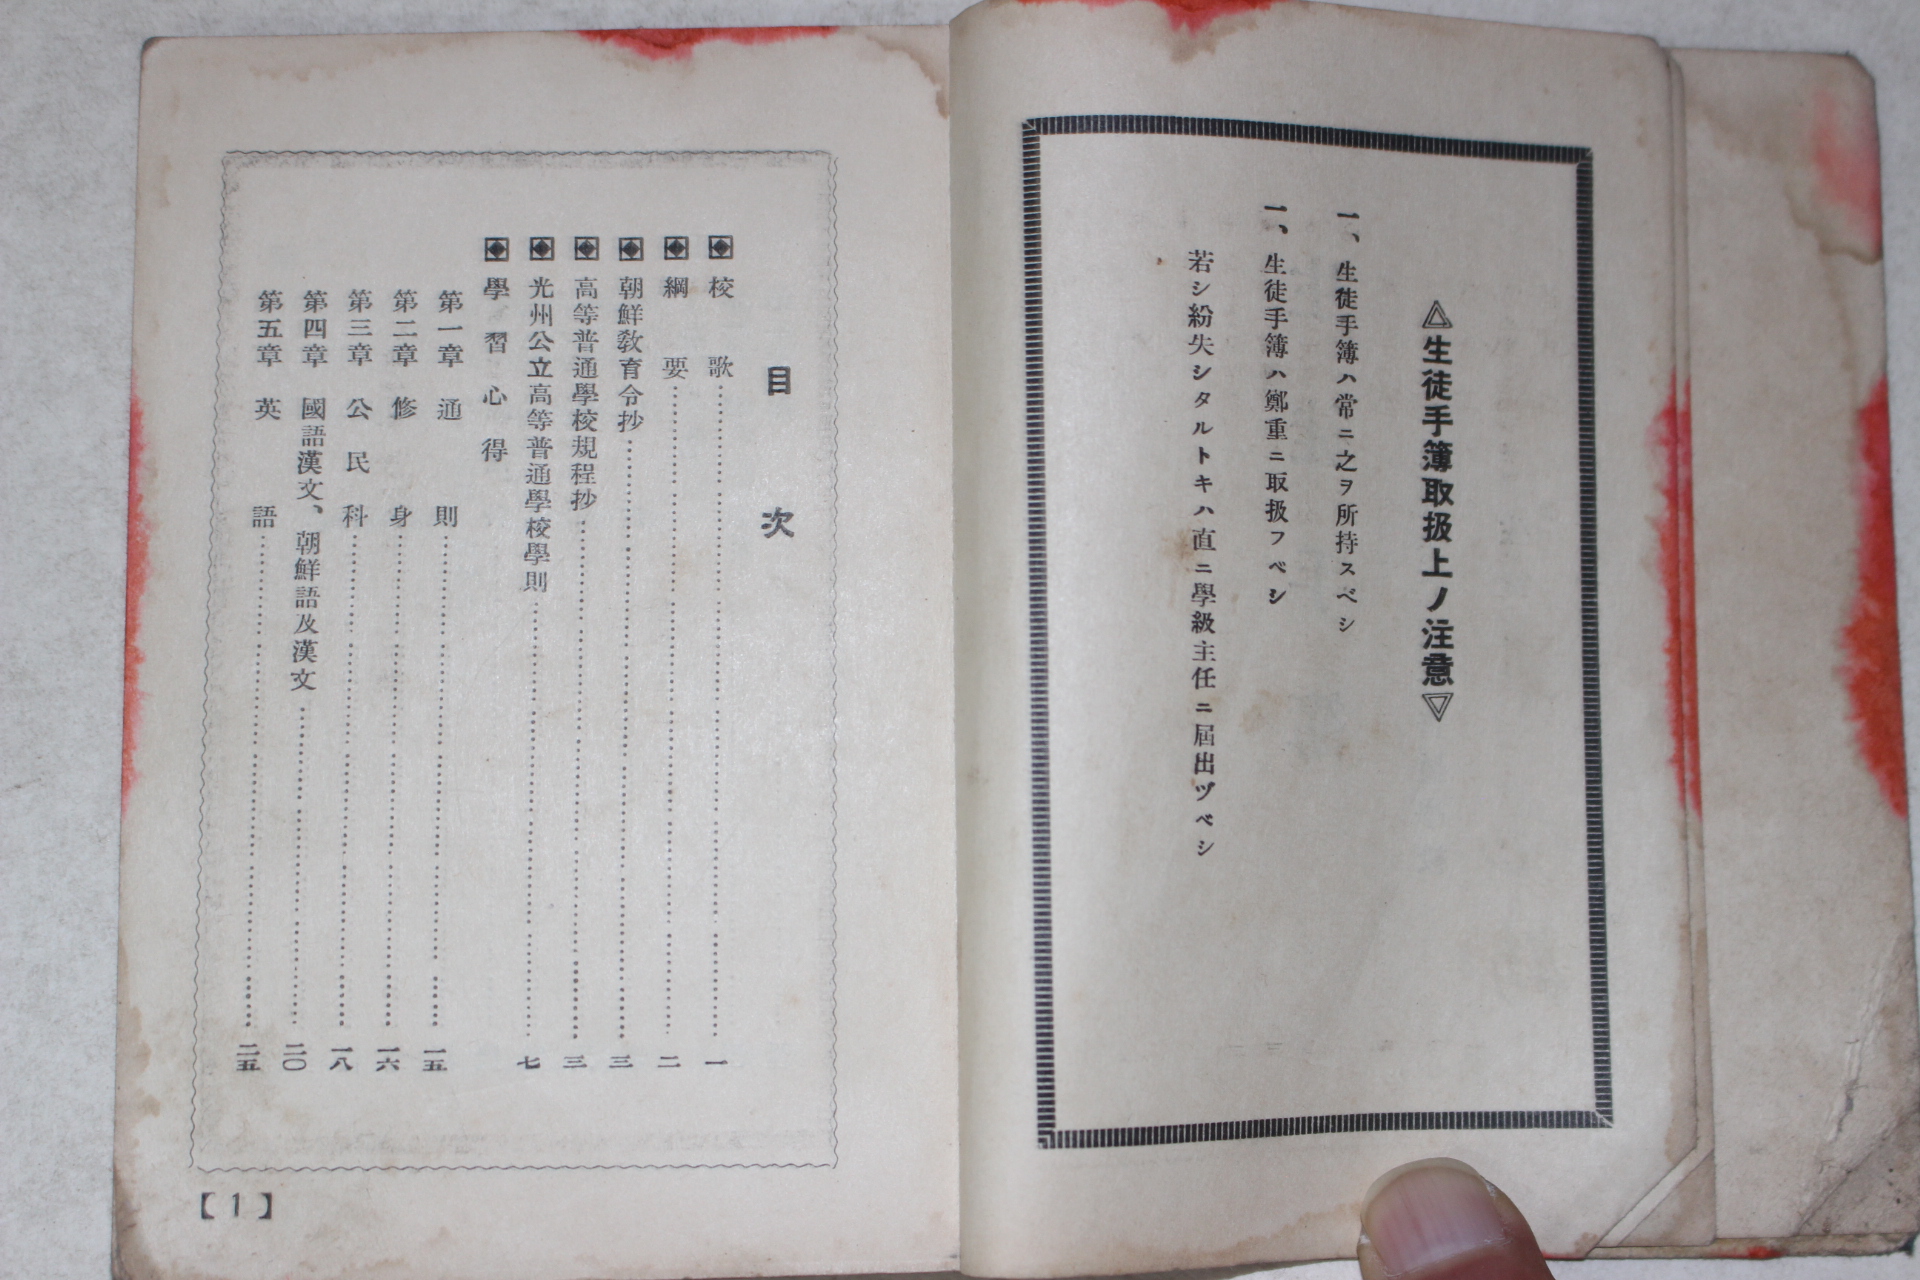 △生徒手簿取扱上ノ注意▽
一、生徒手簿ハ常ニ之ヲ所持スベシ
一、生徒手簿ハ鄭重ニ取扱フベシ
若シ紛失シタルトキハ直ニ學級主任ニ屆出ヅベシ
目次
校歌……一
綱要……二
朝鮮敎育令抄……三
高等普通學校規程抄……三
光州公立高等普通學校學則……七
學習心得
第一章 通則……一五
第二章 修身……一六
第三章 公民科……一八
第四章 國語漢文、朝鮮語及漢文……二〇
第五章 英語……二五
【1】